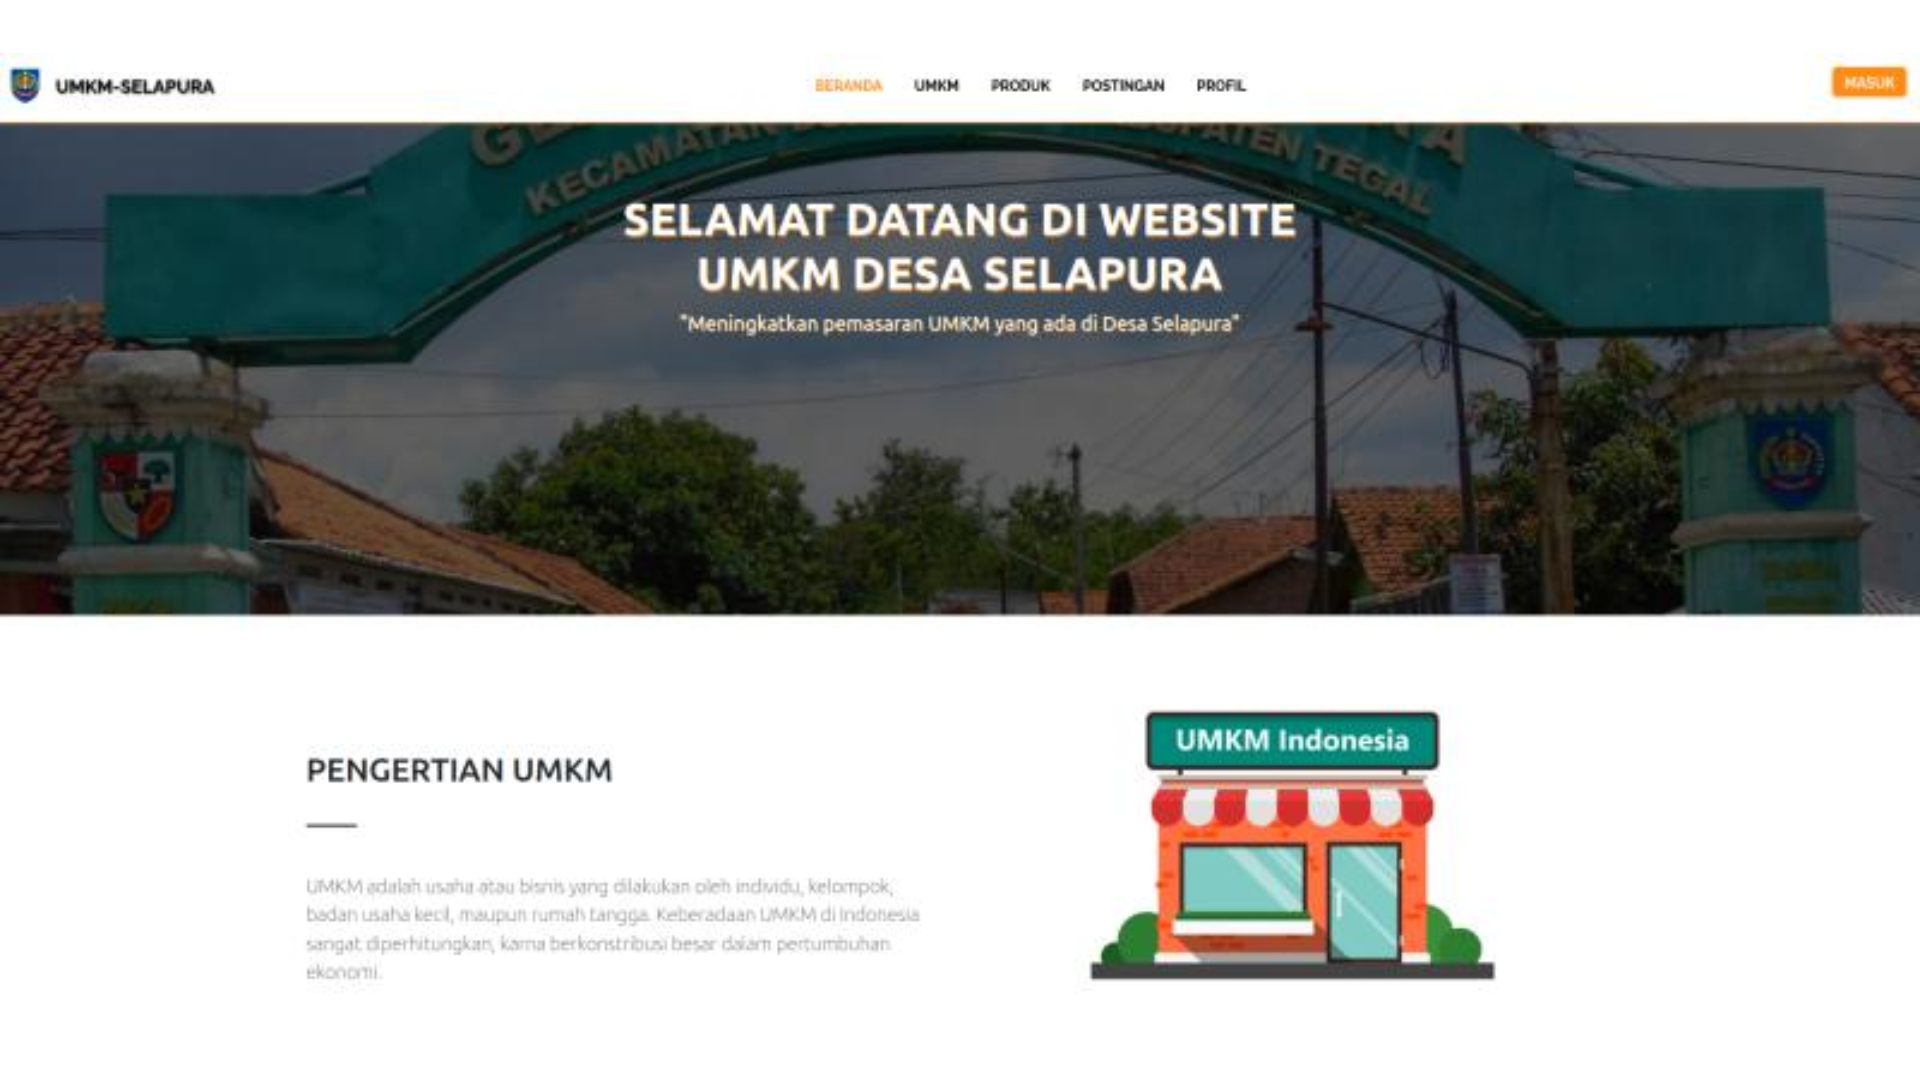 UMKM-SELAPURA
BERANDA UMKM PRODUK POSTINGAN PROFIL
MASUK
KECAMATAN
TEGAL
SELAMAT DATANG DI WEBSITE
UMKM DESA SELAPURA
"Meningkatkan pemasaran UMKM yang ada di Desa Selapura"
PENGERTIAN UMKM
UMKM adalah usaha atau bisnis yang dilakukan oleh individu, kelompok,
badan usaha kecil, maupun rumah tangga. Keberadaan UMKM di Indonesia
sangat diperhitungkan, karna berkonstribusi besar dalam pertumbuhan
ekonomi.
UMKM Indonesia